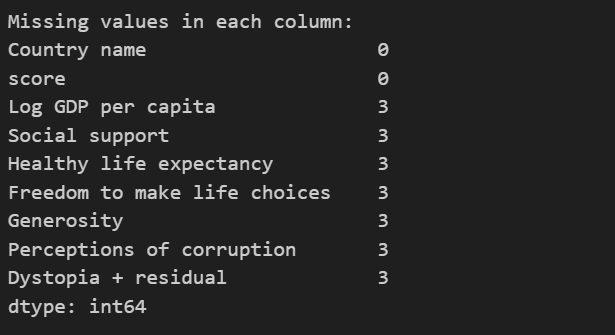 Missing values in each column:
Country name                    0
score                           0
Log GDP per capita              3
Social support                  3
Healthy life expectancy         3
Freedom to make life choices    3
Generosity                      3
Perceptions of corruption       3
Dystopia + residual             3
dtype: int64